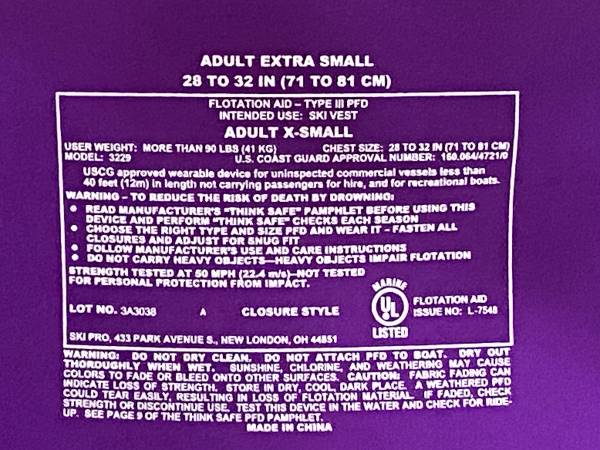 ADULT EXTRA SMALL
28 TO 32 IN (71 TO 81 CM)
FLOTATION AID – TYPE III PFD
INTENDED USE: SKI VEST
ADULT X-SMALL
USER WEIGHT: MORE THAN 90 LBS (41 KG) CHEST SIZE: 28 TO 32 IN (71 TO 81 CM)
MODEL: 3229 U.S. COAST GUARD APPROVAL NUMBER: 160.064/4721/0
USCG approved wearable device for uninspected commercial vessels less than
40 feet (12m) in length not carrying passengers for hire, and for recreational boats.
WARNING – TO REDUCE THE RISK OF DEATH BY DROWNING:
• READ MANUFACTURER'S "THINK SAFE" PAMPHLET BEFORE USING THIS
DEVICE AND PERFORM "THINK SAFE" CHECKS EACH SEASON
• CHOOSE THE RIGHT TYPE AND SIZE PFD AND WEAR IT – FASTEN ALL
CLOSURES AND ADJUST FOR SNUG FIT
• FOLLOW MANUFACTURER'S USE AND CARE INSTRUCTIONS
• DO NOT CARRY HEAVY OBJECTS—HEAVY OBJECTS IMPAIR FLOTATION
STRENGTH TESTED AT 50 MPH (22.4 m/s)–NOT TESTED
FOR PERSONAL PROTECTION FROM IMPACT.
LOT NO. 3A3038 A CLOSURE STYLE
MARINE
UL
LISTED
FLOTATION AID
ISSUE NO: L-7548
SKI PRO, 433 PARK AVENUE S., NEW LONDON, OH 44851
WARNING: DO NOT DRY CLEAN. DO NOT ATTACH PFD TO BOAT. DRY OUT
THOROUGHLY WHEN WET. SUNSHINE, CHLORINE, AND WEATHERING MAY CAUSE
COLORS TO FADE OR BLEED ONTO OTHER SURFACES. CAUTION: FABRIC FADING CAN
INDICATE LOSS OF STRENGTH. STORE IN DRY, COOL, DARK PLACE. A WEATHERED PFD
COULD TEAR EASILY, RESULTING IN LOSS OF FLOTATION MATERIAL. IF FADED, CHECK
STRENGTH OR DISCONTINUE USE. TEST THIS DEVICE IN THE WATER AND CHECK FOR RIDE-
UP. SEE PAGE 9 OF THE THINK SAFE PFD PAMPHLET.
MADE IN CHINA